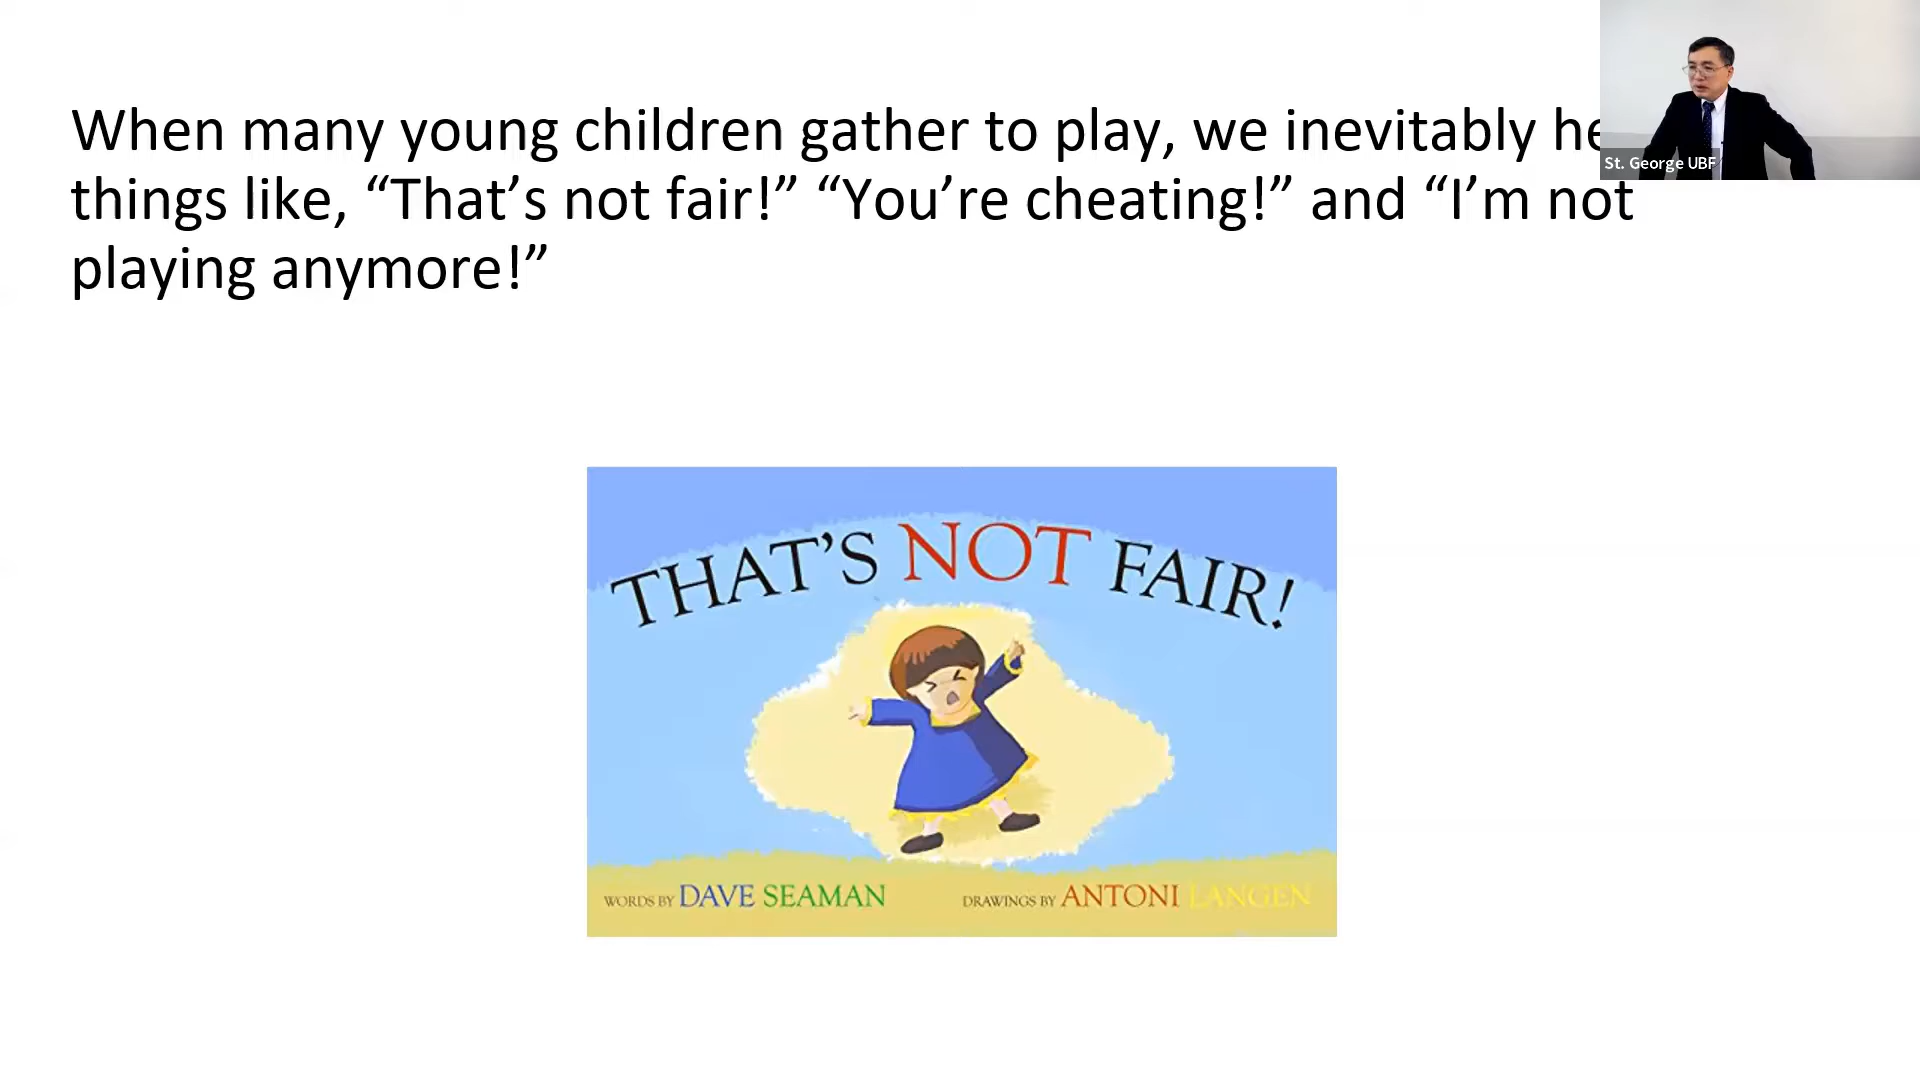 When many young children gather to play, we inevitably
things like, “That’s not fair!” “You’re cheating!” and “I’m not
playing anymore!”
St. George UBF
THAT’S NOT FAIR!
WORDS BY DAVE SEAMAN
DRAWINGS BY ANTONI LANGEN